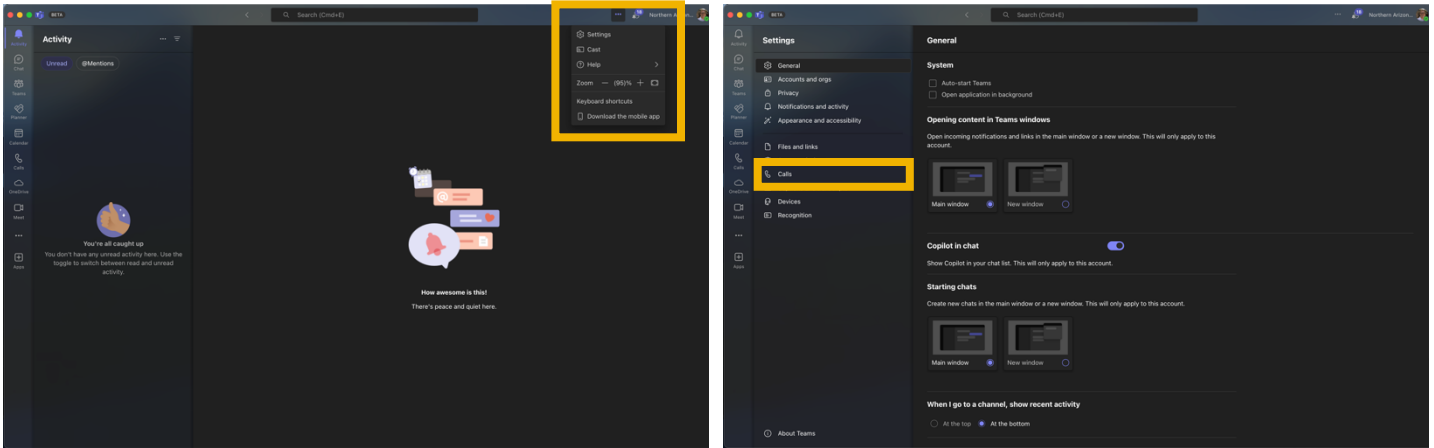 BETA
Search (Cmd+E)
Northern Arizon...
Activity
Chat
Teams
Planner
Calendar
Calls
OneDrive
Meet
Apps
Activity
Unread
@Mentions
You're all caught up
You don't have any unread activity here. Use the
toggle to switch between read and unread
activity.
Settings
Cast
Help
Zoom — (95)% +
Keyboard shortcuts
Download the mobile app
How awesome is this!
There's peace and quiet here.
BETA
Search (Cmd+E)
Northern Arizon...
Activity
Chat
Teams
Planner
Calendar
Calls
OneDrive
Meet
Apps
Settings
General
Accounts and orgs
Privacy
Notifications and activity
Appearance and accessibility
Files and links
Calls
Devices
Recognition
About Teams
General
System
Auto-start Teams
Open application in background
Opening content in Teams windows
Open incoming notifications and links in the main window or a new window. This will only apply to this
account.
Main window
New window
Copilot in chat
Show Copilot in your chat list. This will only apply to this account.
Starting chats
Create new chats in the main window or a new window. This will only apply to this account.
Main window
New window
When I go to a channel, show recent activity
At the top
At the bottom